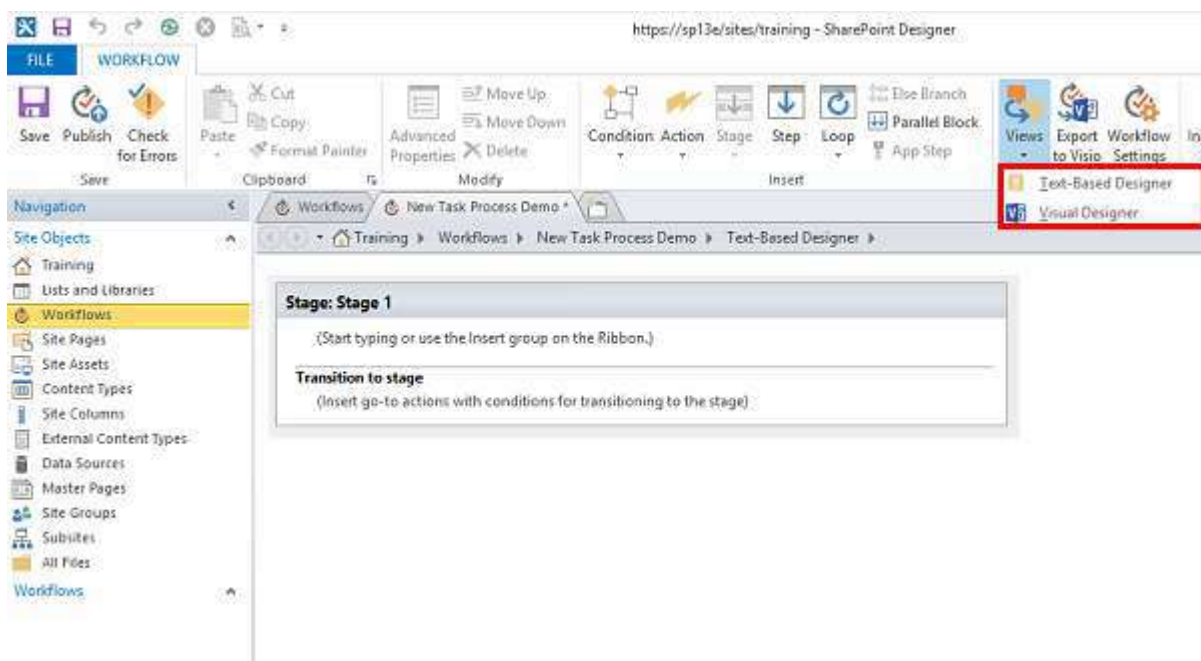 https://sp13e/sites/training - SharePoint Designer
FILE WORKFLOW
Save Publish Check for Errors
Paste Cut
Copy
Format Painter
Advanced Properties Move Up
Move Down
Delete
Condition Action Stage Step Loop
Else Branch
Parallel Block
App Step
Views Export to Visio Workflow Settings
Save Clipboard Modify Insert
Text-Based Designer
Visual Designer
Navigation
Workflows New Task Process Demo *
Training Workflows New Task Process Demo Text-Based Designer
Site Objects
Training
Lists and Libraries
Workflows
Site Pages
Site Assets
Content Types
Site Columns
External Content Types
Data Sources
Master Pages
Site Groups
Subsites
All Files
Workflows
Stage: Stage 1
(Start typing or use the Insert group on the Ribbon.)
Transition to stage
(Insert go-to actions with conditions for transitioning to the stage)